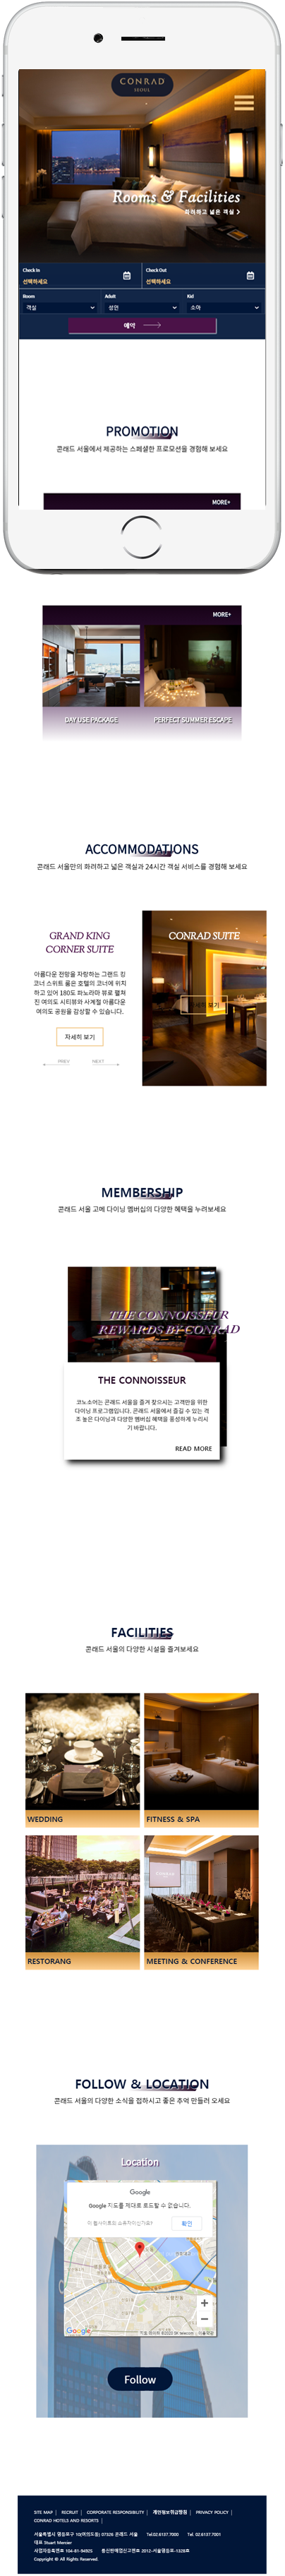 CONRAD
SEOUL
Rooms & Facilities
화려하고 넓은 객실 >
Check In
선택하세요
Check Out
선택하세요
Room
Adult
Kid
객실
성인
소아
예약
PROMOTION
콘래드 서울에서 제공하는 스페셜한 프로모션을 경험해 보세요
MORE+
MORE+
DAY USE PACKAGE
PERFECT SUMMER ESCAPE
ACCOMMODATIONS
콘래드 서울만의 화려하고 넓은 객실과 24시간 객실 서비스를 경험해 보세요
GRAND KING
CORNER SUITE
아름다운 전망을 자랑하는 그랜드 킹
코너 스위트 룸은 호텔의 코너에 위치
하고 있어 180도 파노라마 뷰로 펼쳐
진 여의도 시티뷰와 사계절 아름다운
여의도 공원을 감상할 수 있습니다.
자세히 보기
PREV
NEXT
CONRAD SUITE
자세히 보기
MEMBERSHIP
콘래드 서울 고메 다이닝 멤버십의 다양한 혜택을 누려보세요
THE CONNOISSEUR
REWARDS BY CONRAD
THE CONNOISSEUR
코노소어는 콘래드 서울을 즐겨 찾으시는 고객만을 위한
다이닝 프로그램입니다. 콘래드 서울에서 즐길 수 있는 격
조 높은 다이닝과 다양한 멤버십 혜택을 풍성하게 누리시
기 바랍니다.
READ MORE
FACILITIES
콘래드 서울의 다양한 시설을 즐겨보세요
WEDDING
FITNESS & SPA
CONRAD
RESTORANG
MEETING & CONFERENCE
FOLLOW & LOCATION
콘래드 서울의 다양한 소식을 접하시고 좋은 추억 만들러 오세요
Location
Google
Google 지도를 제대로 로드할 수 없습니다.
이 웹사이트의 소유자이신가요?
확인
Google
Follow
SITE MAP | RECRUIT | CORPORATE RESPONSIBILITY | 개인정보취급방침 | PRIVACY POLICY |
CONRAD HOTELS AND RESORTS |
서울특별시 영등포구 10(여의도동) 07326 콘래드 서울 Tel.02.6137.7000 Tel. 02.6137.7001
대표 Stuart Mercier
사업자등록번호 104-81-94925 통신판매업신고번호 2012-서울영등포-1328호
Copyright © All Rights Reserved.